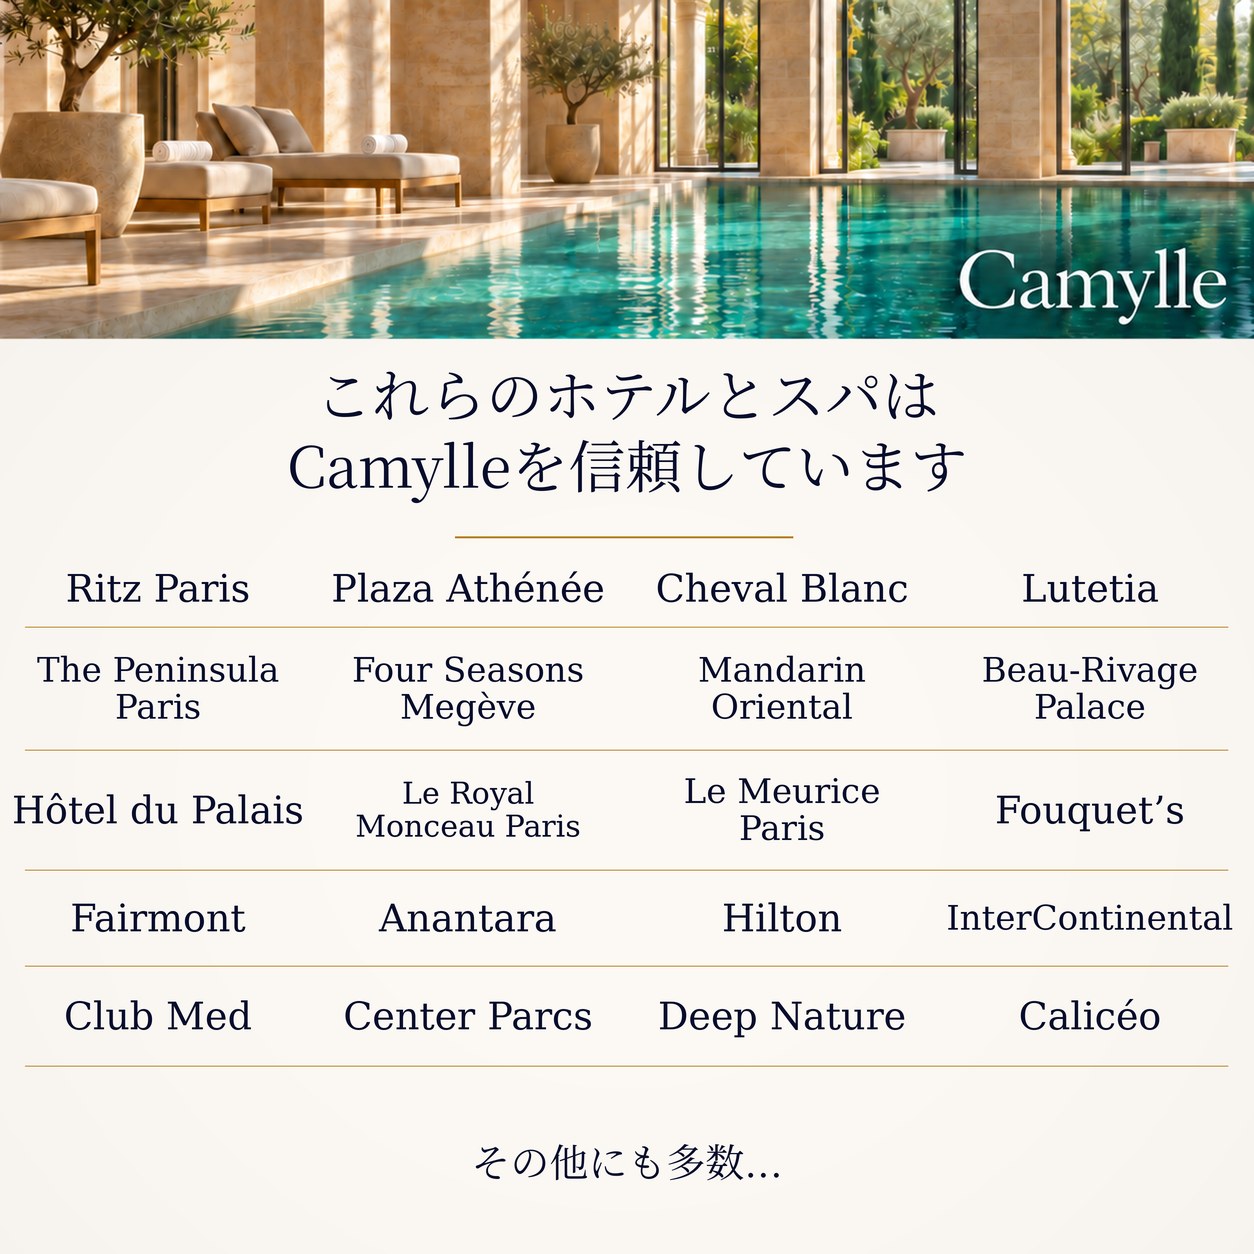 Camylle
これらのホテルとスパは
Camylleを信頼しています
Ritz Paris
Plaza Athénée
Cheval Blanc
Lutetia
The Peninsula
Paris
Four Seasons
Megève
Mandarin
Oriental
Beau-Rivage
Palace
Hôtel du Palais
Le Royal
Monceau Paris
Le Meurice
Paris
Fouquet’s
Fairmont
Anantara
Hilton
InterContinental
Club Med
Center Parcs
Deep Nature
Calicéo
その他にも多数...